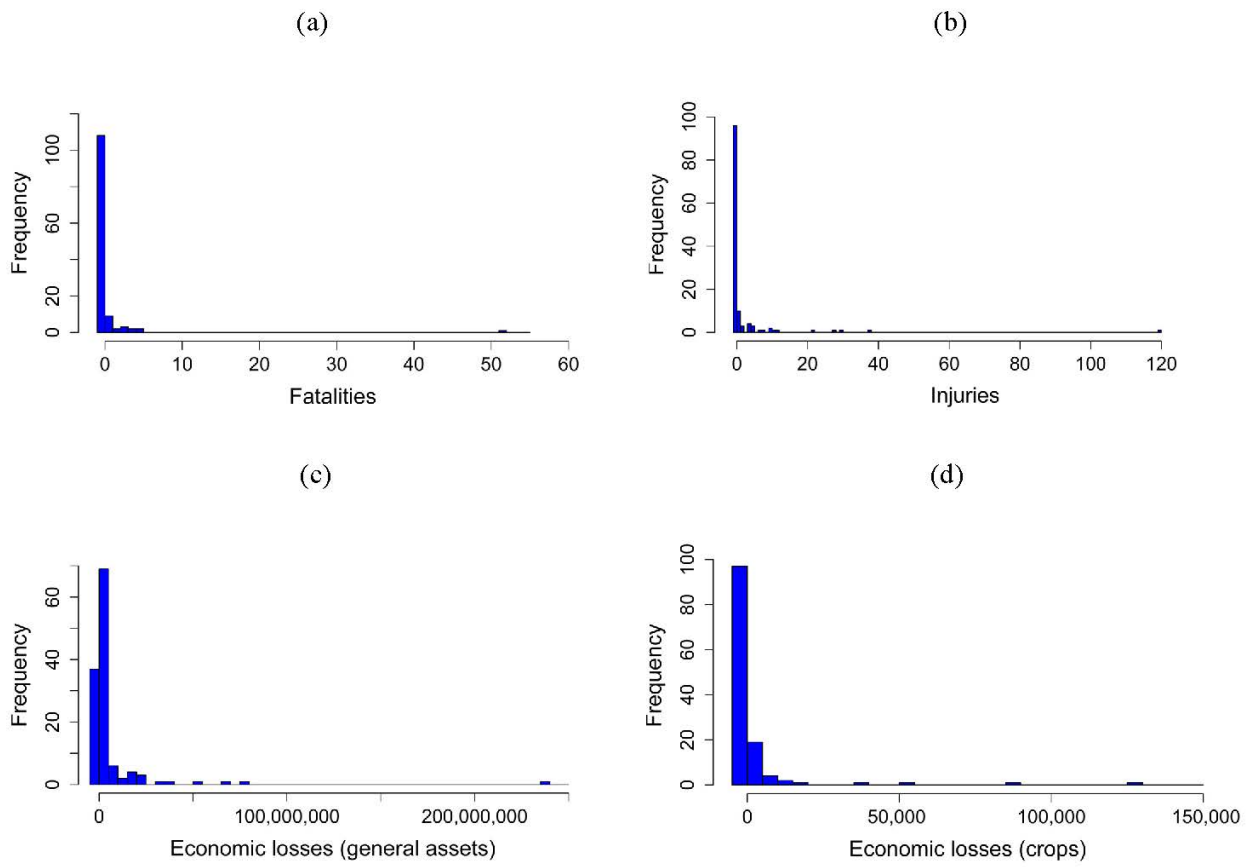 (a)
(b)
Frequency
0 20 60 100
0 10 20 30 40 50 60
Fatalities
Frequency
0 20 40 60 80 100
0 20 40 60 80 100 120
Injuries
(c)
(d)
Frequency
0 20 40 60
0 100,000,000 200,000,000
Economic losses (general assets)
Frequency
0 20 40 60 80 100
0 50,000 100,000 150,000
Economic losses (crops)